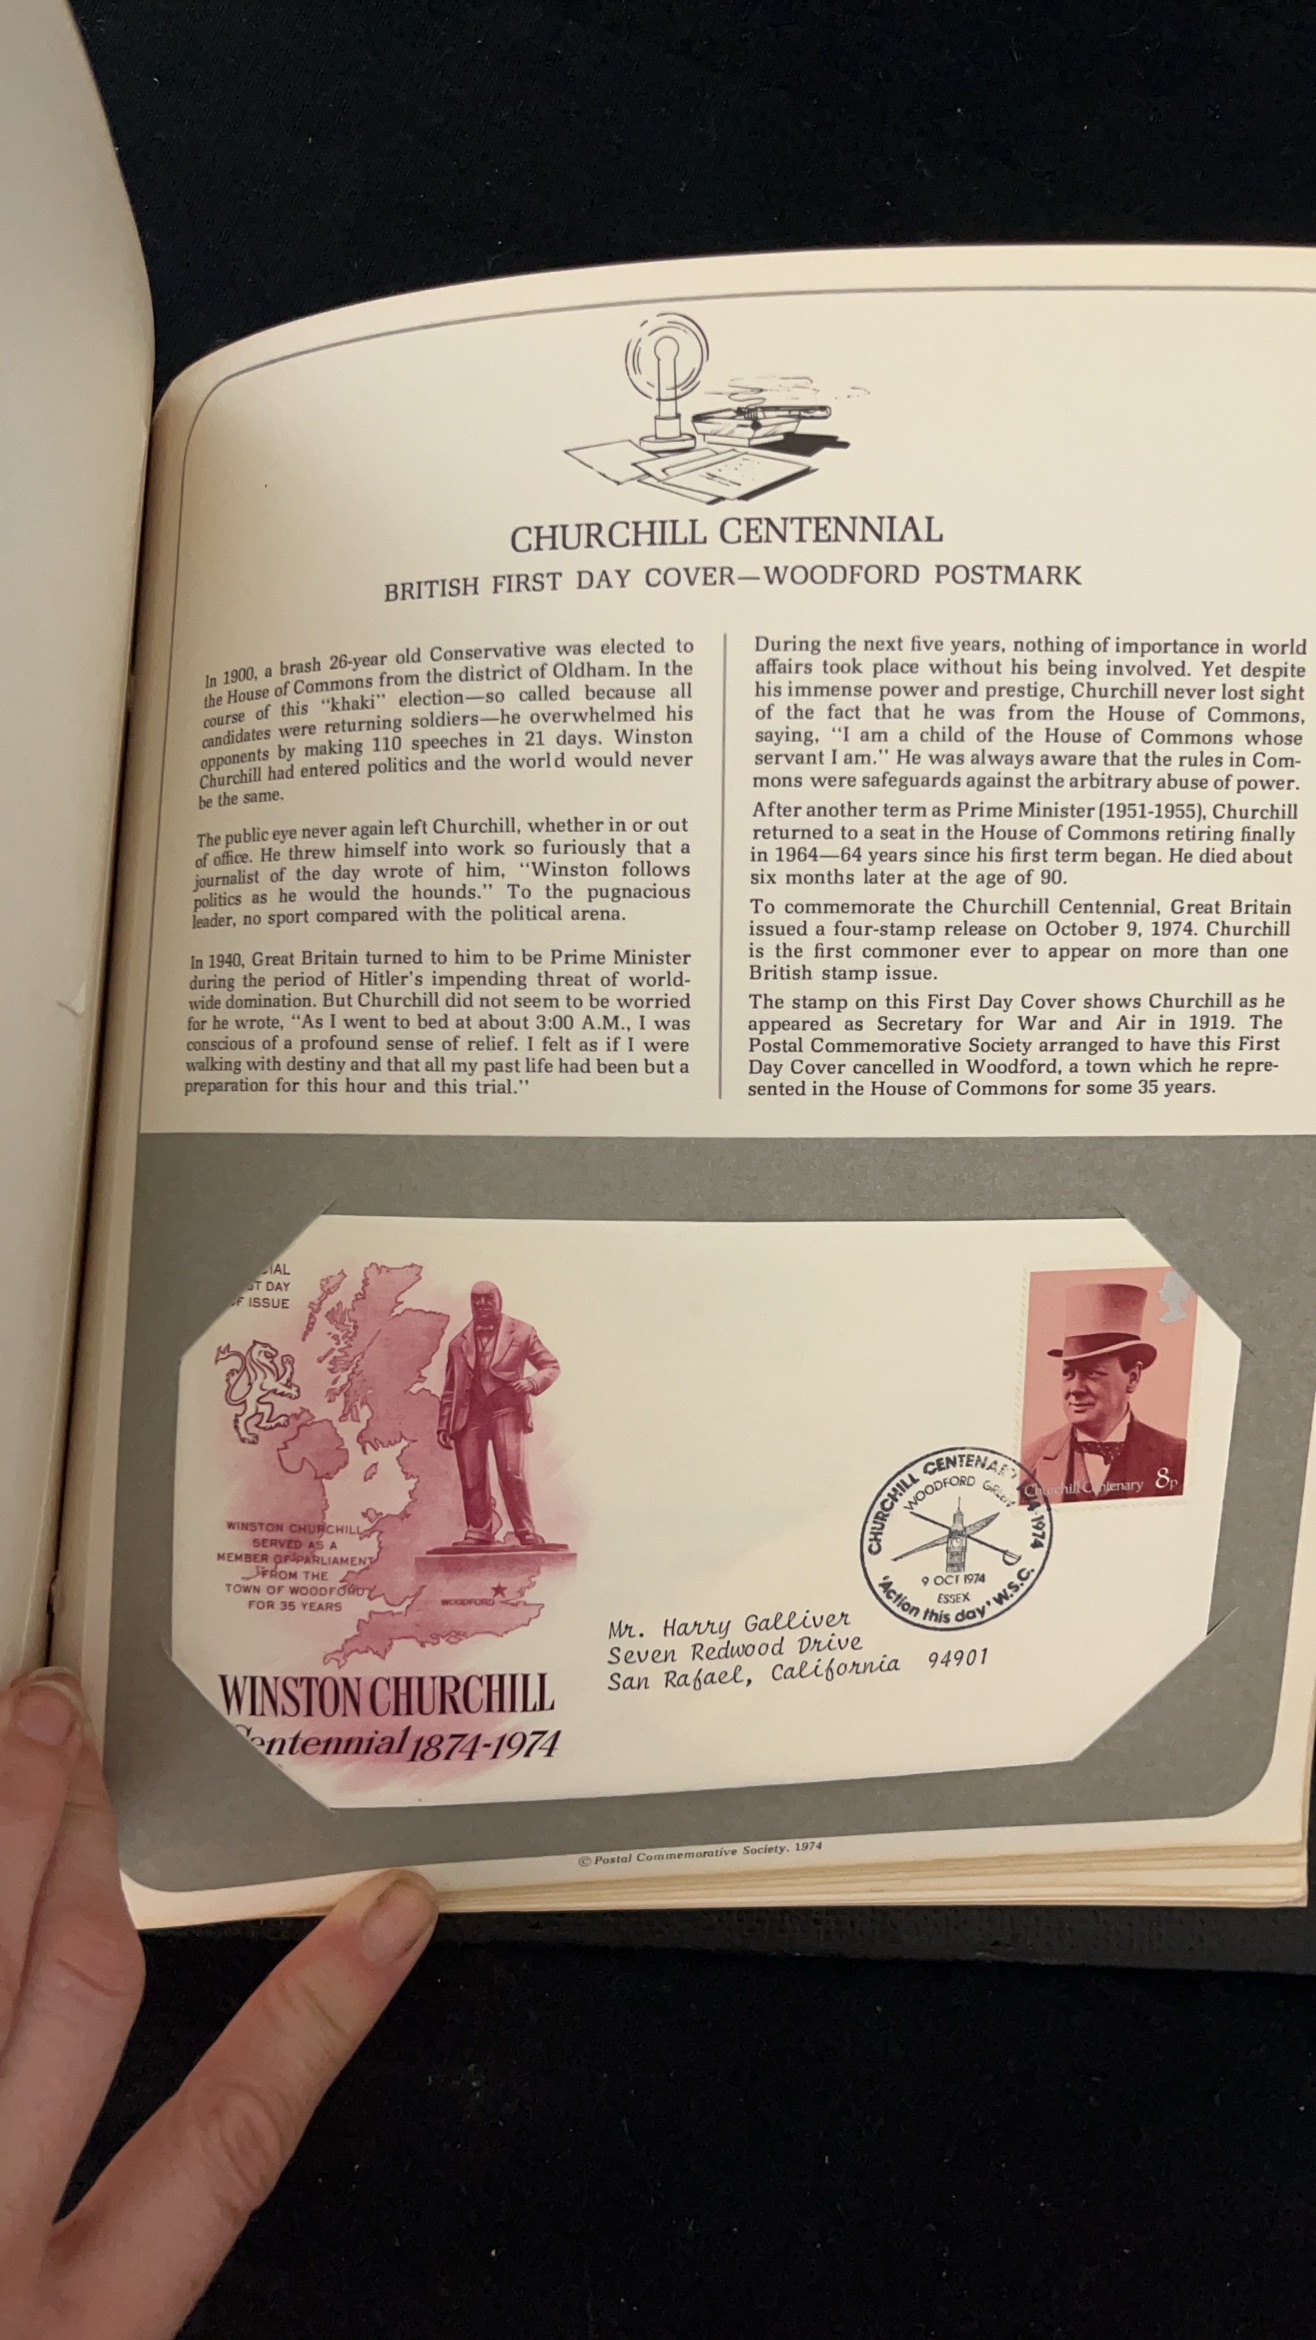 CHURCHILL CENTENNIAL
BRITISH FIRST DAY COVER—WOODFORD POSTMARK
In 1900, a brash 26-year old Conservative was elected to
the House of Commons from the district of Oldham. In the
course of this "khaki" election—so called because all
candidates were returning soldiers—he overwhelmed his
opponents by making 110 speeches in 21 days. Winston
Churchill had entered politics and the world would never
be the same.
The public eye never again left Churchill, whether in or out
of office. He threw himself into work so furiously that a
journalist of the day wrote of him, "Winston follows
politics as he would the hounds." To the pugnacious
leader, no sport compared with the political arena.
In 1940, Great Britain turned to him to be Prime Minister
during the period of Hitler's impending threat of world-
wide domination. But Churchill did not seem to be worried
for he wrote, "As I went to bed at about 3:00 A.M., I was
conscious of a profound sense of relief. I felt as if I were
walking with destiny and that all my past life had been but a
preparation for this hour and this trial."
During the next five years, nothing of importance in world
affairs took place without his being involved. Yet despite
his immense power and prestige, Churchill never lost sight
of the fact that he was from the House of Commons,
saying, "I am a child of the House of Commons whose
servant I am." He was always aware that the rules in Com-
mons were safeguards against the arbitrary abuse of power.
After another term as Prime Minister (1951-1955), Churchill
returned to a seat in the House of Commons retiring finally
in 1964—64 years since his first term began. He died about
six months later at the age of 90.
To commemorate the Churchill Centennial, Great Britain
issued a four-stamp release on October 9, 1974. Churchill
is the first commoner ever to appear on more than one
British stamp issue.
The stamp on this First Day Cover shows Churchill as he
appeared as Secretary for War and Air in 1919. The
Postal Commemorative Society arranged to have this First
Day Cover cancelled in Woodford, a town which he repre-
sented in the House of Commons for some 35 years.
DAY
ISSUE
WINSTON CHURCHILL
SERVED AS A
MEMBER OF PARLIAMENT
FROM THE
TOWN OF WOODFORD
FOR 35 YEARS
WOODFORD
WINSTON CHURCHILL
Centennial 1874-1974
Churchill Centenary 8p
CHURCHILL CENTENARY 1974
WOODFORD GREEN
9 OCT 1974
ESSEX
'Action this day' W.S.C.
Mr. Harry Galliver
Seven Redwood Drive
San Rafael, California 94901
© Postal Commemorative Society, 1974